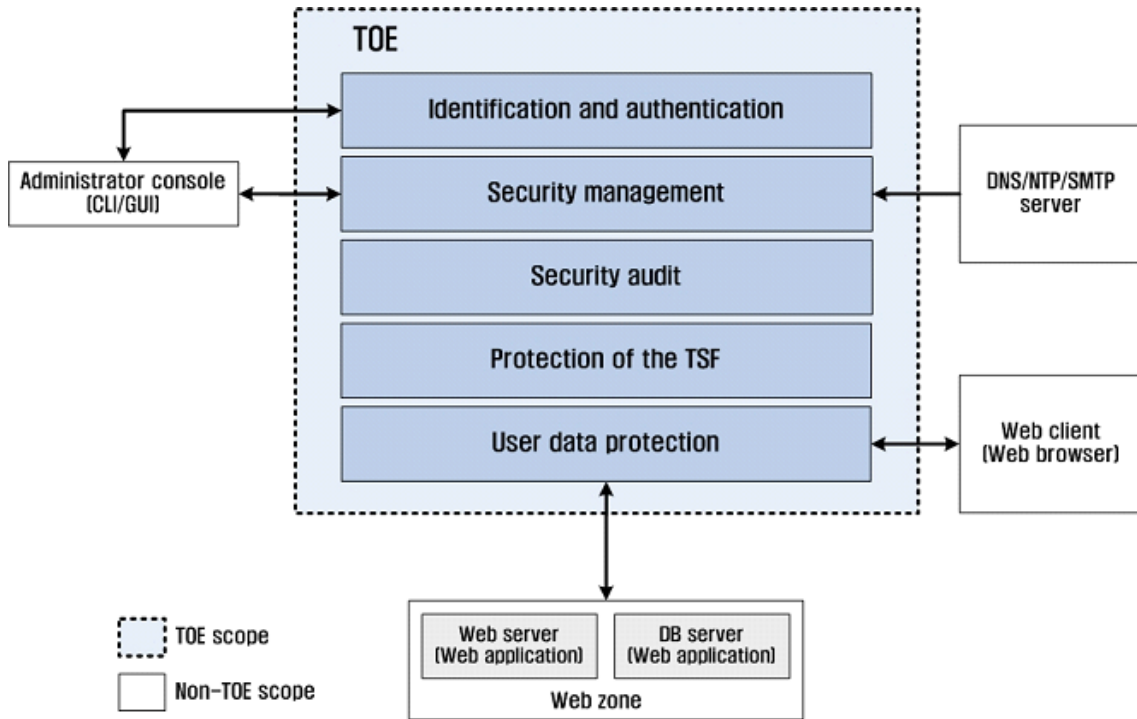 TOE
Identification and authentication
Administrator console
(CLI/GUI)
Security management
DNS/NTP/SMTP
server
Security audit
Protection of the TSF
User data protection
Web client
(Web browser)
Web server
(Web application)
DB server
(Web application)
Web zone
TOE scope
Non-TOE scope